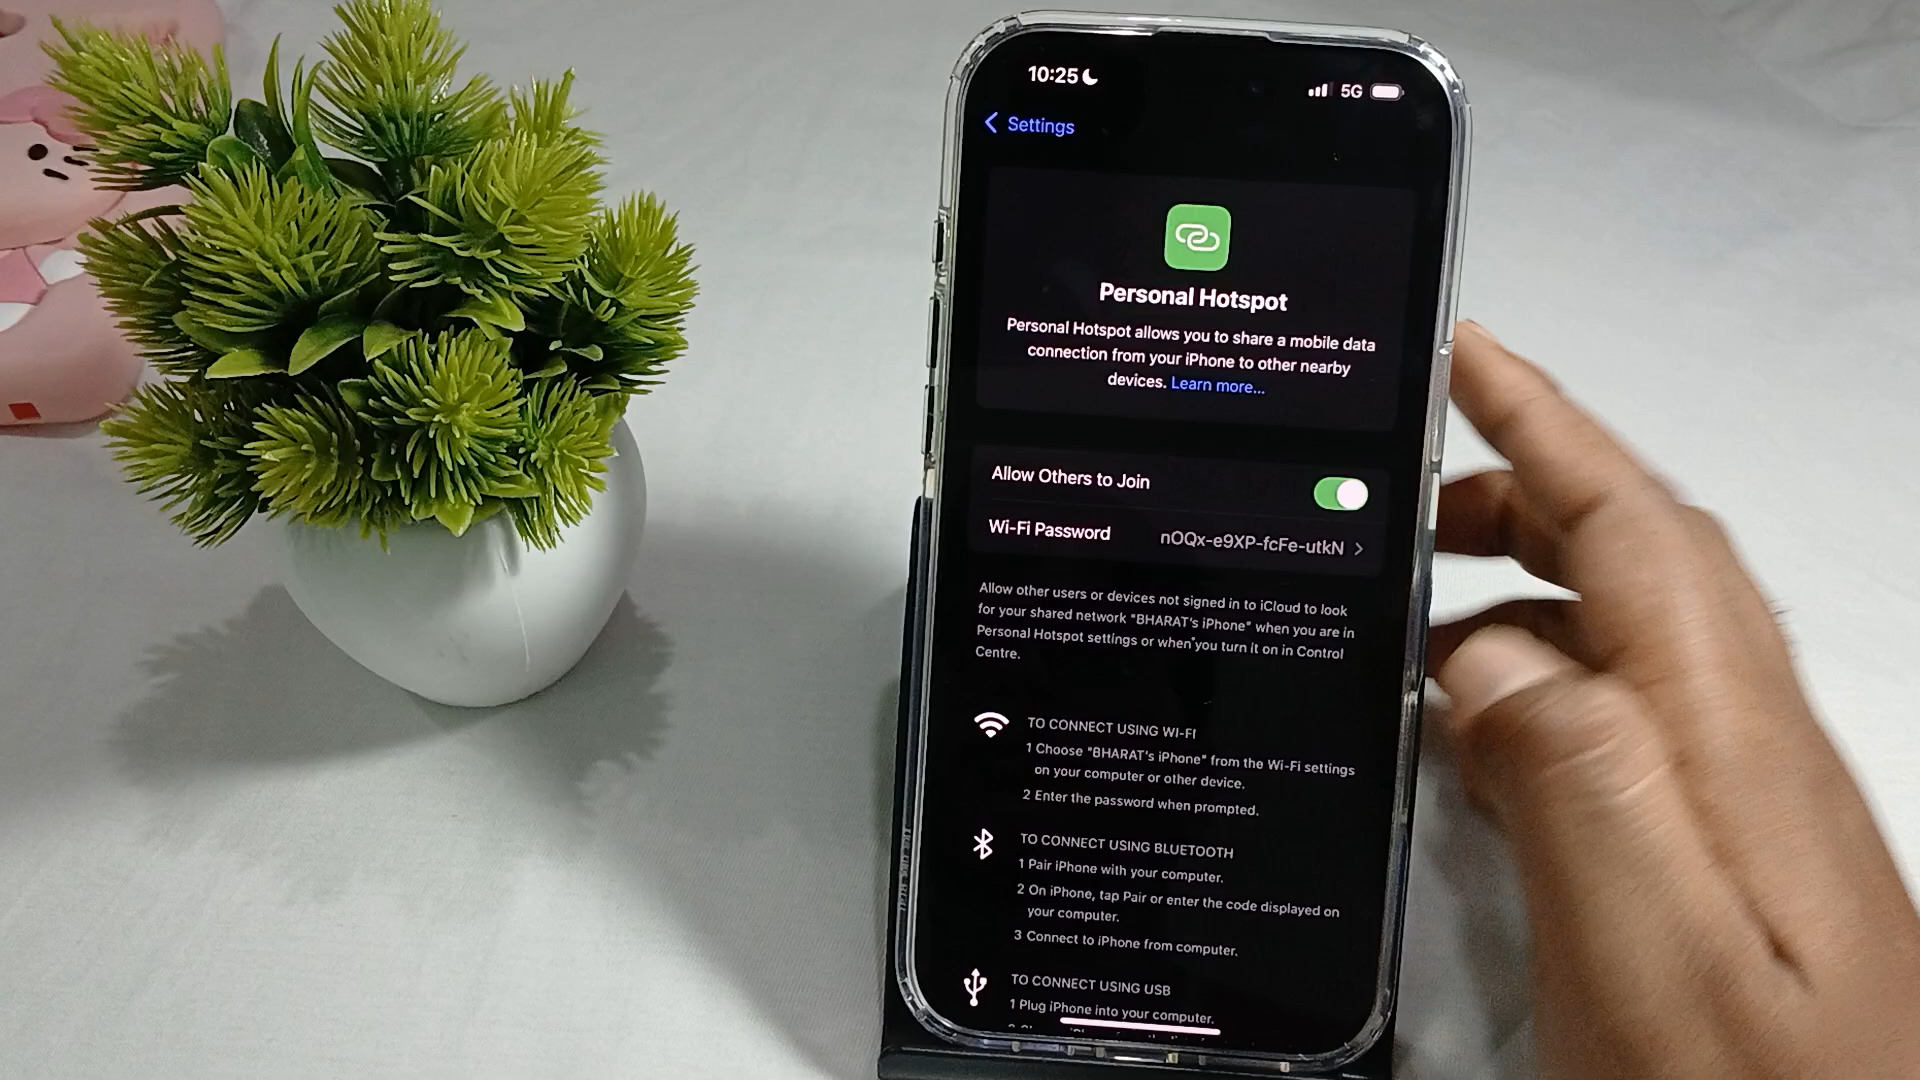 10:25
5G
Settings
Personal Hotspot
Personal Hotspot allows you to share a mobile data
connection from your iPhone to other nearby
devices. Learn more...
Allow Others to Join
Wi-Fi Password nOQx-e9XP-fcFe-utkN
Allow other users or devices not signed in to iCloud to look
for your shared network "BHARAT's iPhone" when you are in
Personal Hotspot settings or when you turn it on in Control
Centre.
TO CONNECT USING WI-FI
1 Choose "BHARAT's iPhone" from the Wi-Fi settings
on your computer or other device.
2 Enter the password when prompted.
TO CONNECT USING BLUETOOTH
1 Pair iPhone with your computer.
2 On iPhone, tap Pair or enter the code displayed on
your computer.
3 Connect to iPhone from computer.
TO CONNECT USING USB
1 Plug iPhone into your computer.